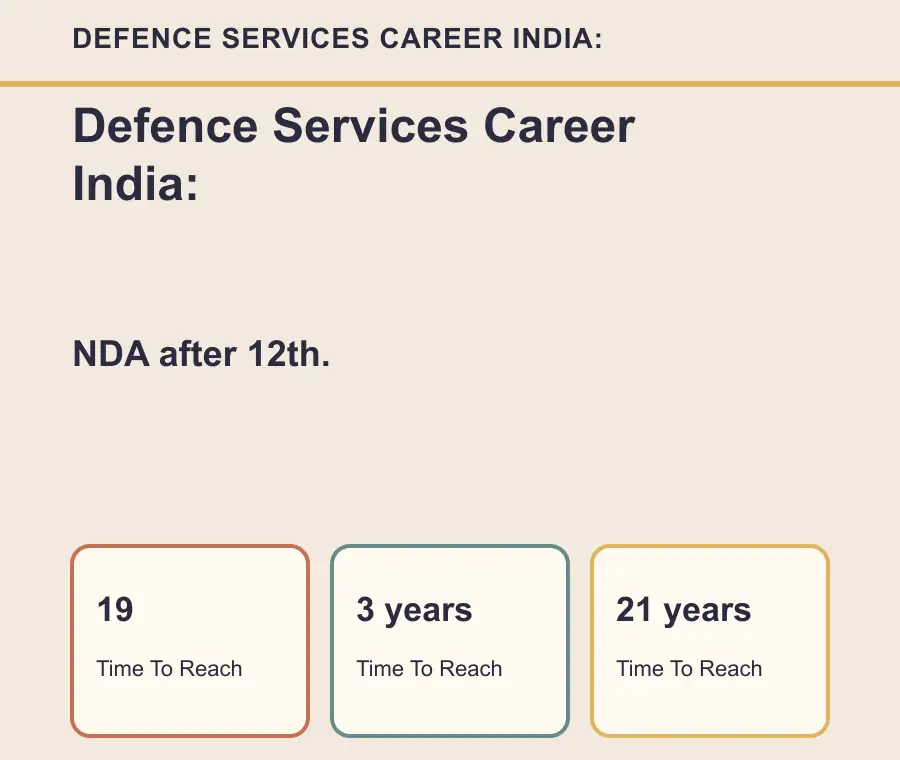 DEFENCE SERVICES CAREER INDIA:
Defence Services Career
India:
NDA after 12th.
19
Time To Reach
3 years
Time To Reach
21 years
Time To Reach